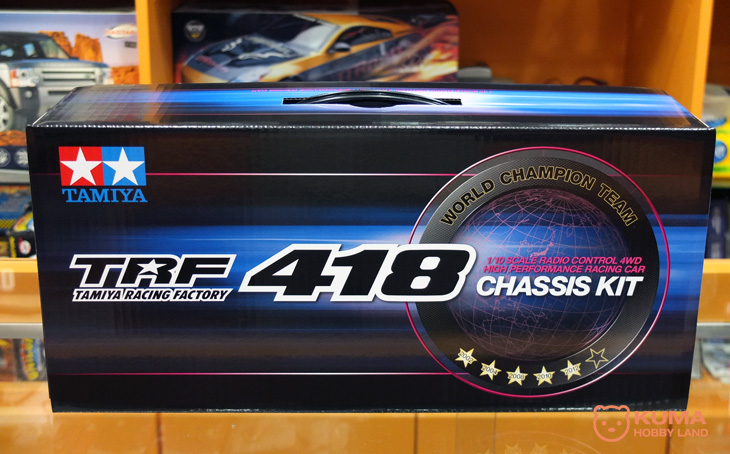 TAMIYA
WORLD CHAMPION TEAM
TRF 418
TAMIYA RACING FACTORY
1/10 SCALE RADIO CONTROL 4WD
HIGH PERFORMANCE RACING CAR
CHASSIS KIT
KUMA
HOBBY LAND